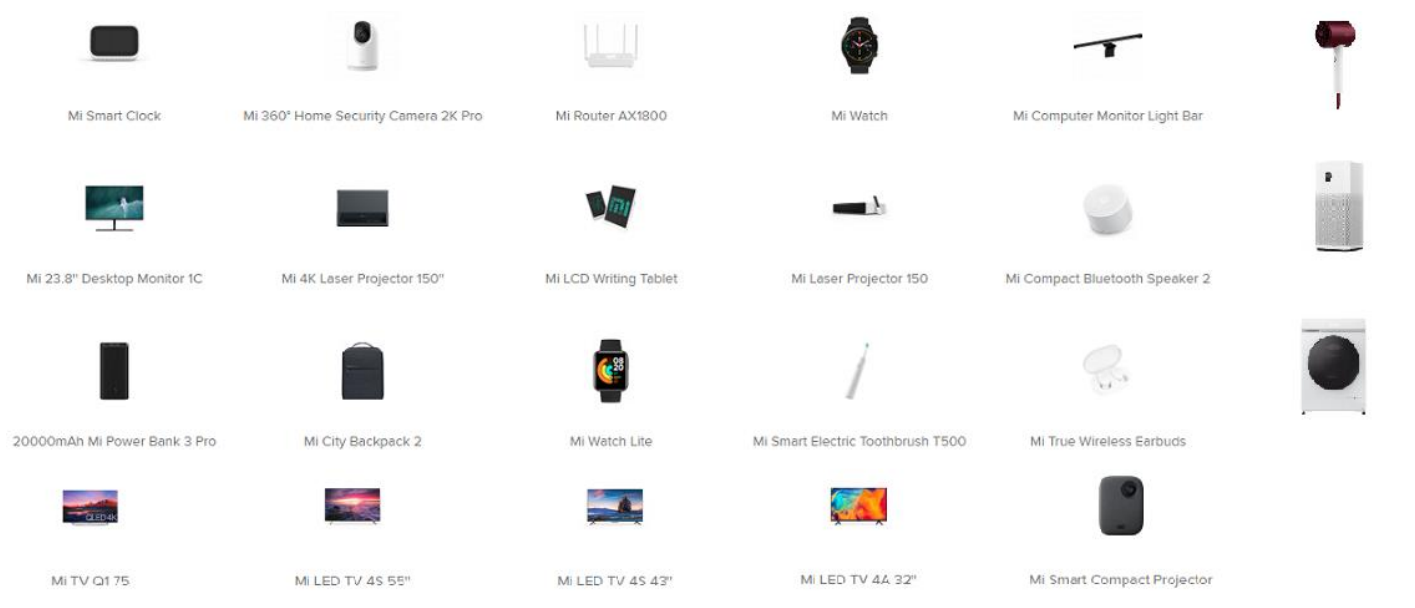 Mi Smart Clock
Mi 360° Home Security Camera 2K Pro
Mi Router AX1800
Mi Watch
Mi Computer Monitor Light Bar
Mi 23.8" Desktop Monitor 1C
Mi 4K Laser Projector 150"
mi
Mi LCD Writing Tablet
Mi Laser Projector 150
Mi Compact Bluetooth Speaker 2
08
20
20000mAh Mi Power Bank 3 Pro
Mi City Backpack 2
Mi Watch Lite
Mi Smart Electric Toothbrush T500
Mi True Wireless Earbuds
QLED4K
Mi TV Q1 75
Mi LED TV 4S 55"
Mi LED TV 4S 43"
Mi LED TV 4A 32"
Mi Smart Compact Projector